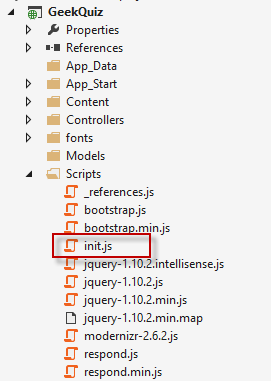 GeekQuiz
Properties
References
App_Data
App_Start
Content
Controllers
fonts
Models
Scripts
_references.js
bootstrap.js
bootstrap.min.js
init.js
jquery-1.10.2.intellisense.js
jquery-1.10.2.js
jquery-1.10.2.min.js
jquery-1.10.2.min.map
modernizr-2.6.2.js
respond.js
respond.min.js